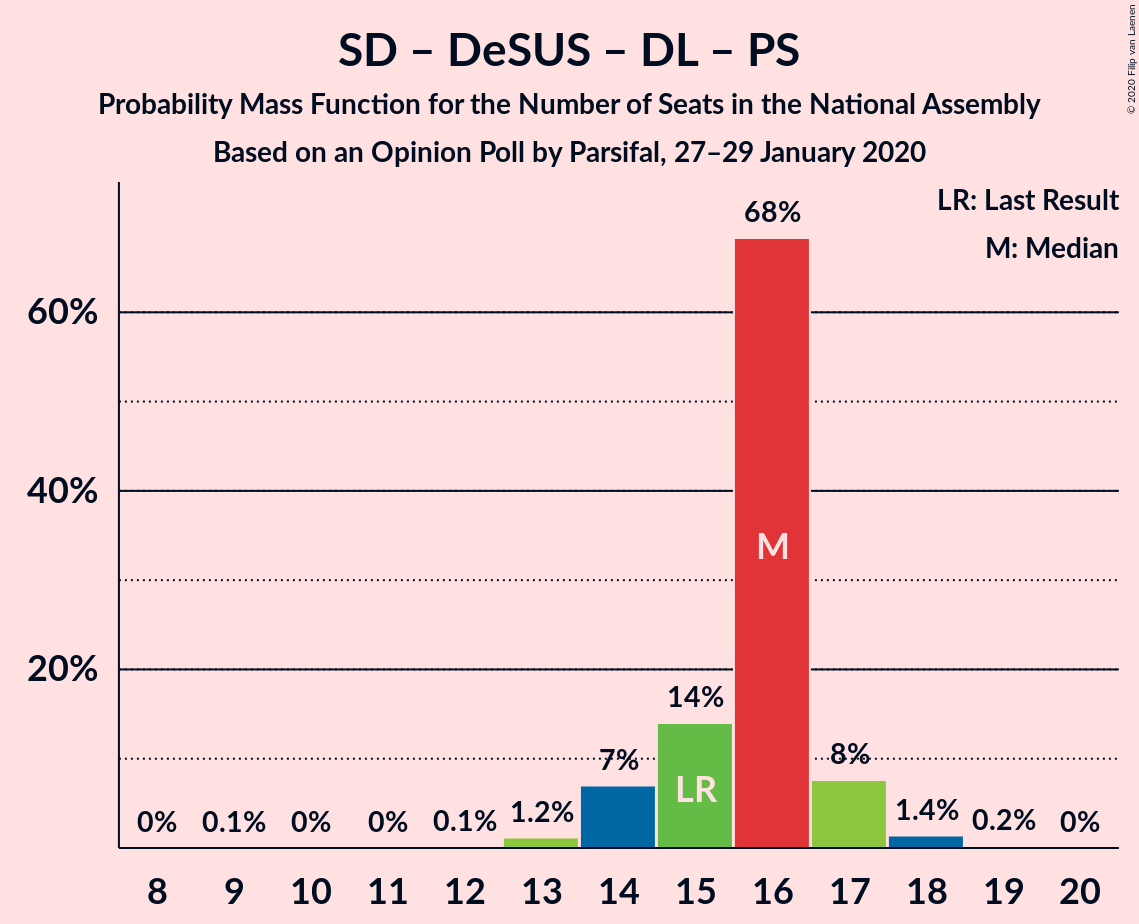 SD – DeSUS – DL – PS
Probability Mass Function for the Number of Seats in the National Assembly
Based on an Opinion Poll by Parsifal, 27–29 January 2020
© 2020 Filip van Laenen
LR: Last Result
M: Median
68%
60%
40%
M
20%
14%
7%
8%
LR
0%
0.1%
0%
0%
0.1%
1.2%
1.4%
0.2%
0%
8 9 10 11 12 13 14 15 16 17 18 19 20